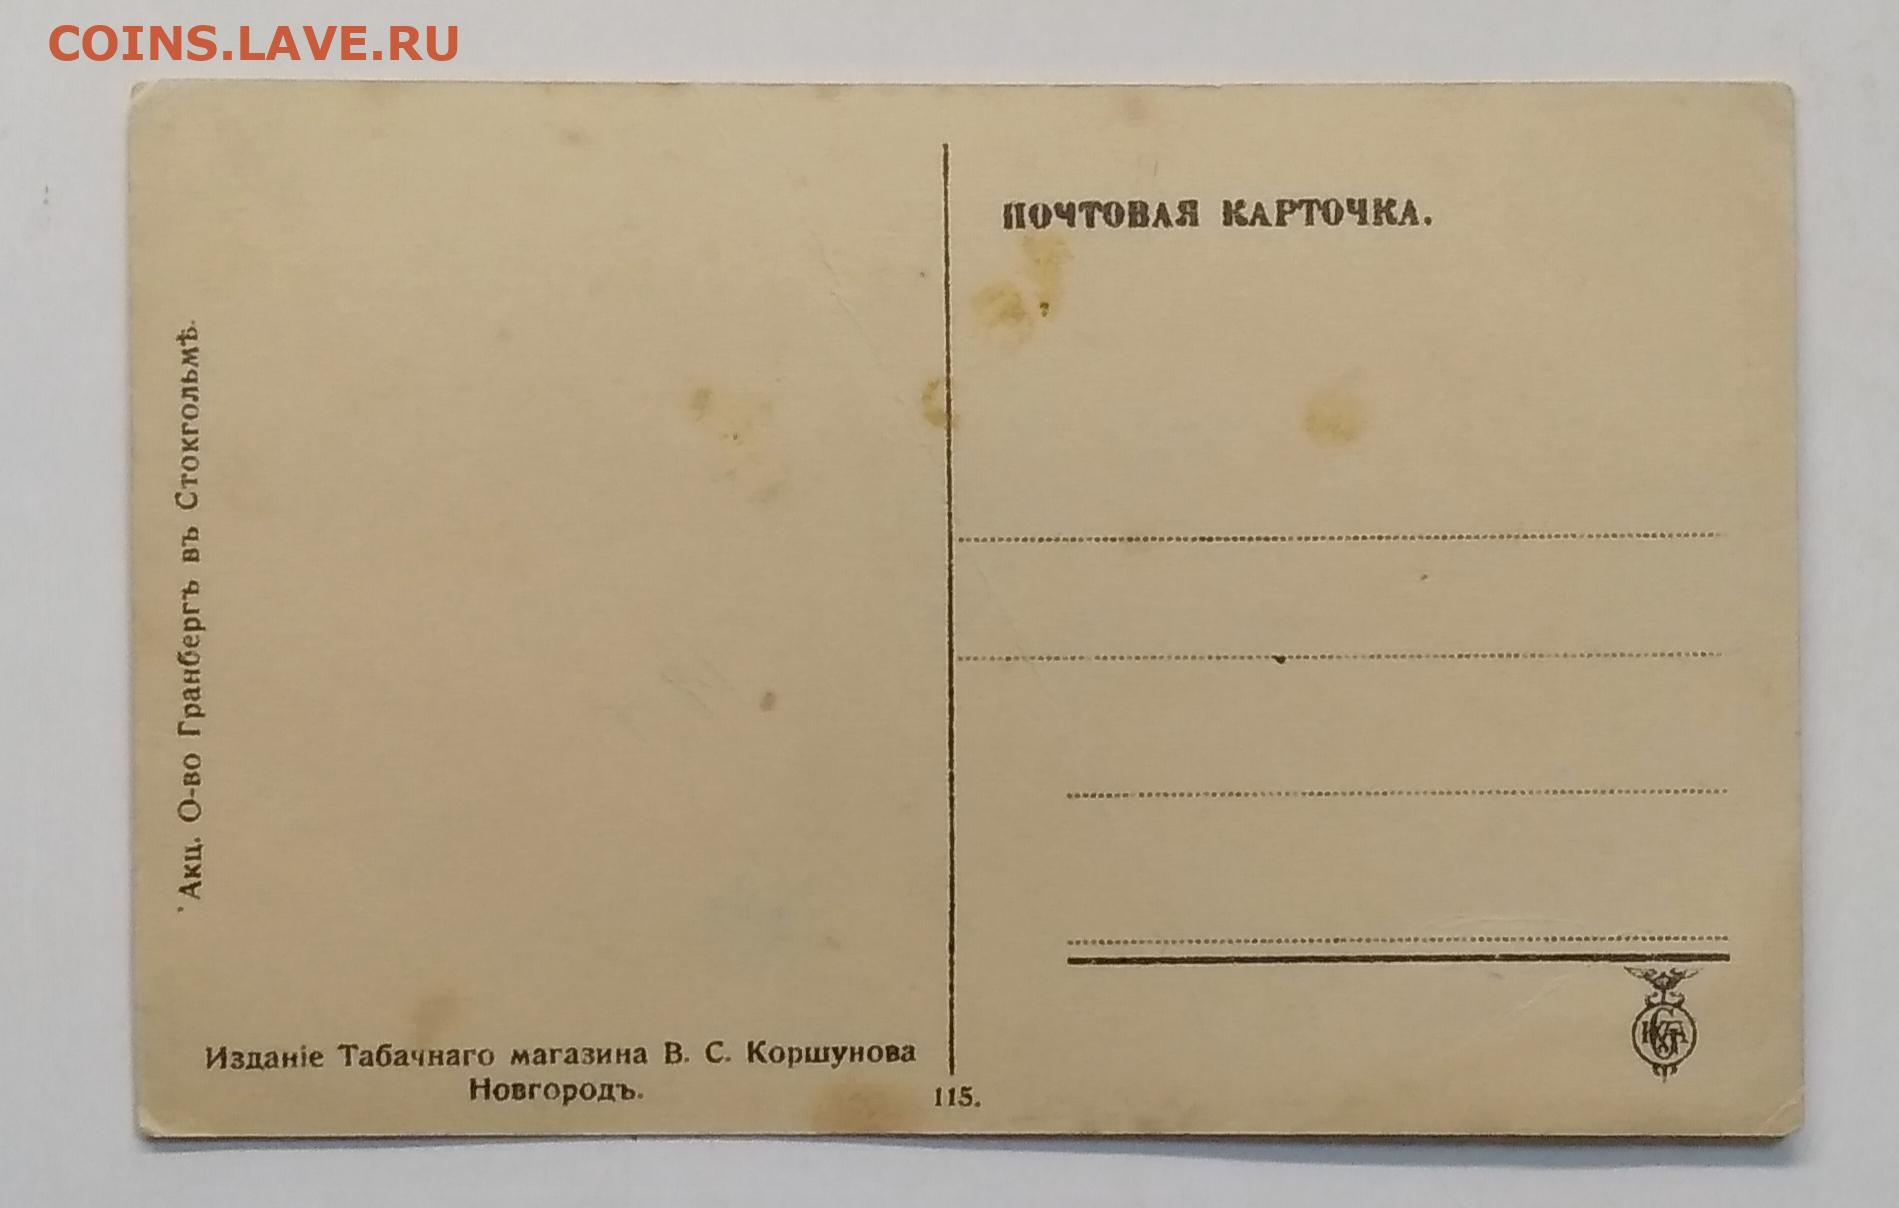 COINS.LAVE.RU
ПОЧТОВАЯ КАРТОЧКА.
Акц. О-во Гранбергъ въ Стокгольмѣ.
Изданіе Табачнаго магазина В. С. Коршунова
Новгородъ.
115.